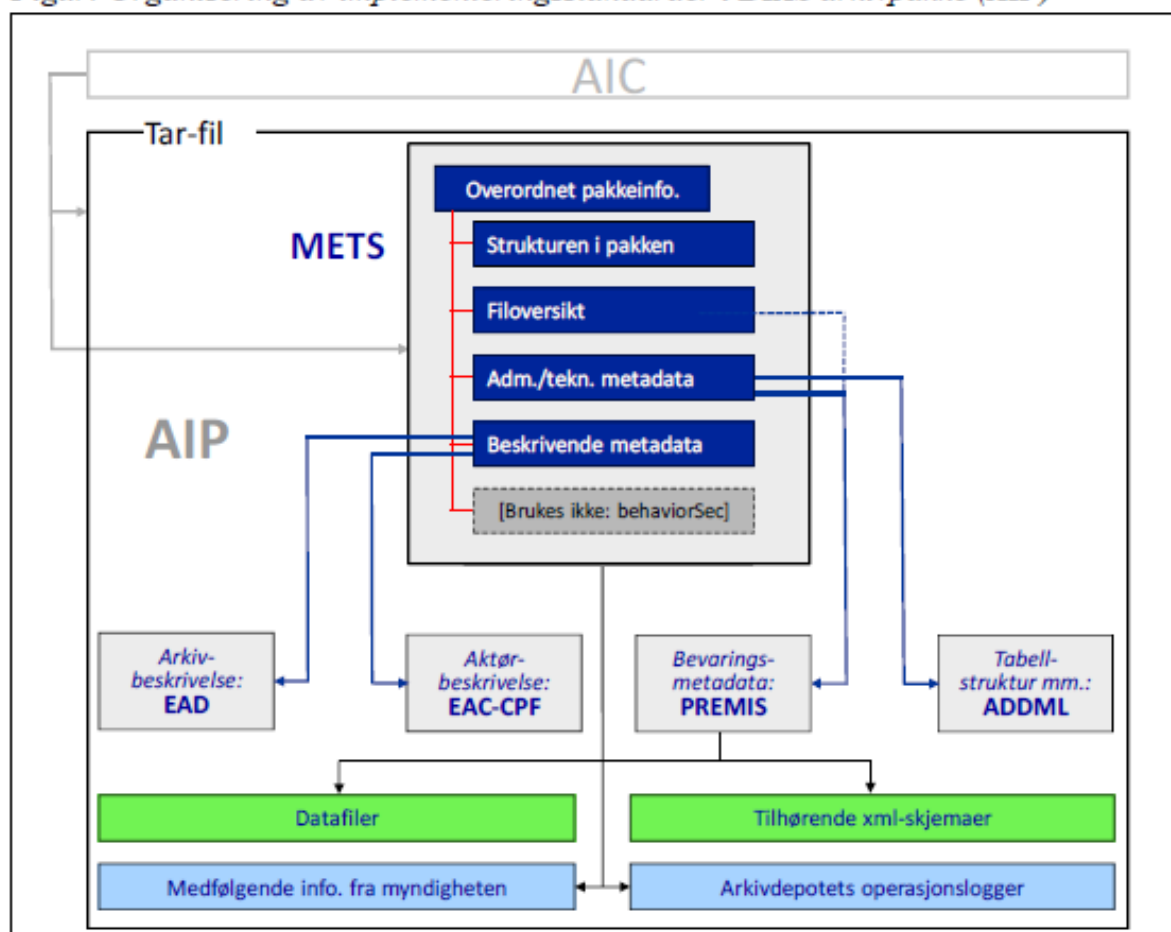 AIC
Tar-fil
Overordnet pakkeinfo.
METS
Strukturen i pakken
Filoversikt
Adm./tekn. metadata
AIP
Beskrivende metadata
[Brukes ikke: behaviorSec]
Arkiv-
beskrivelse:
EAD
Aktør-
beskrivelse:
EAC-CPF
Bevarings-
metadata:
PREMIS
Tabell-
struktur mm.:
ADDML
Datafiler
Tilhørende xml-skjemaer
Medfølgende info. fra myndigheten
Arkivdepotets operasjonslogger